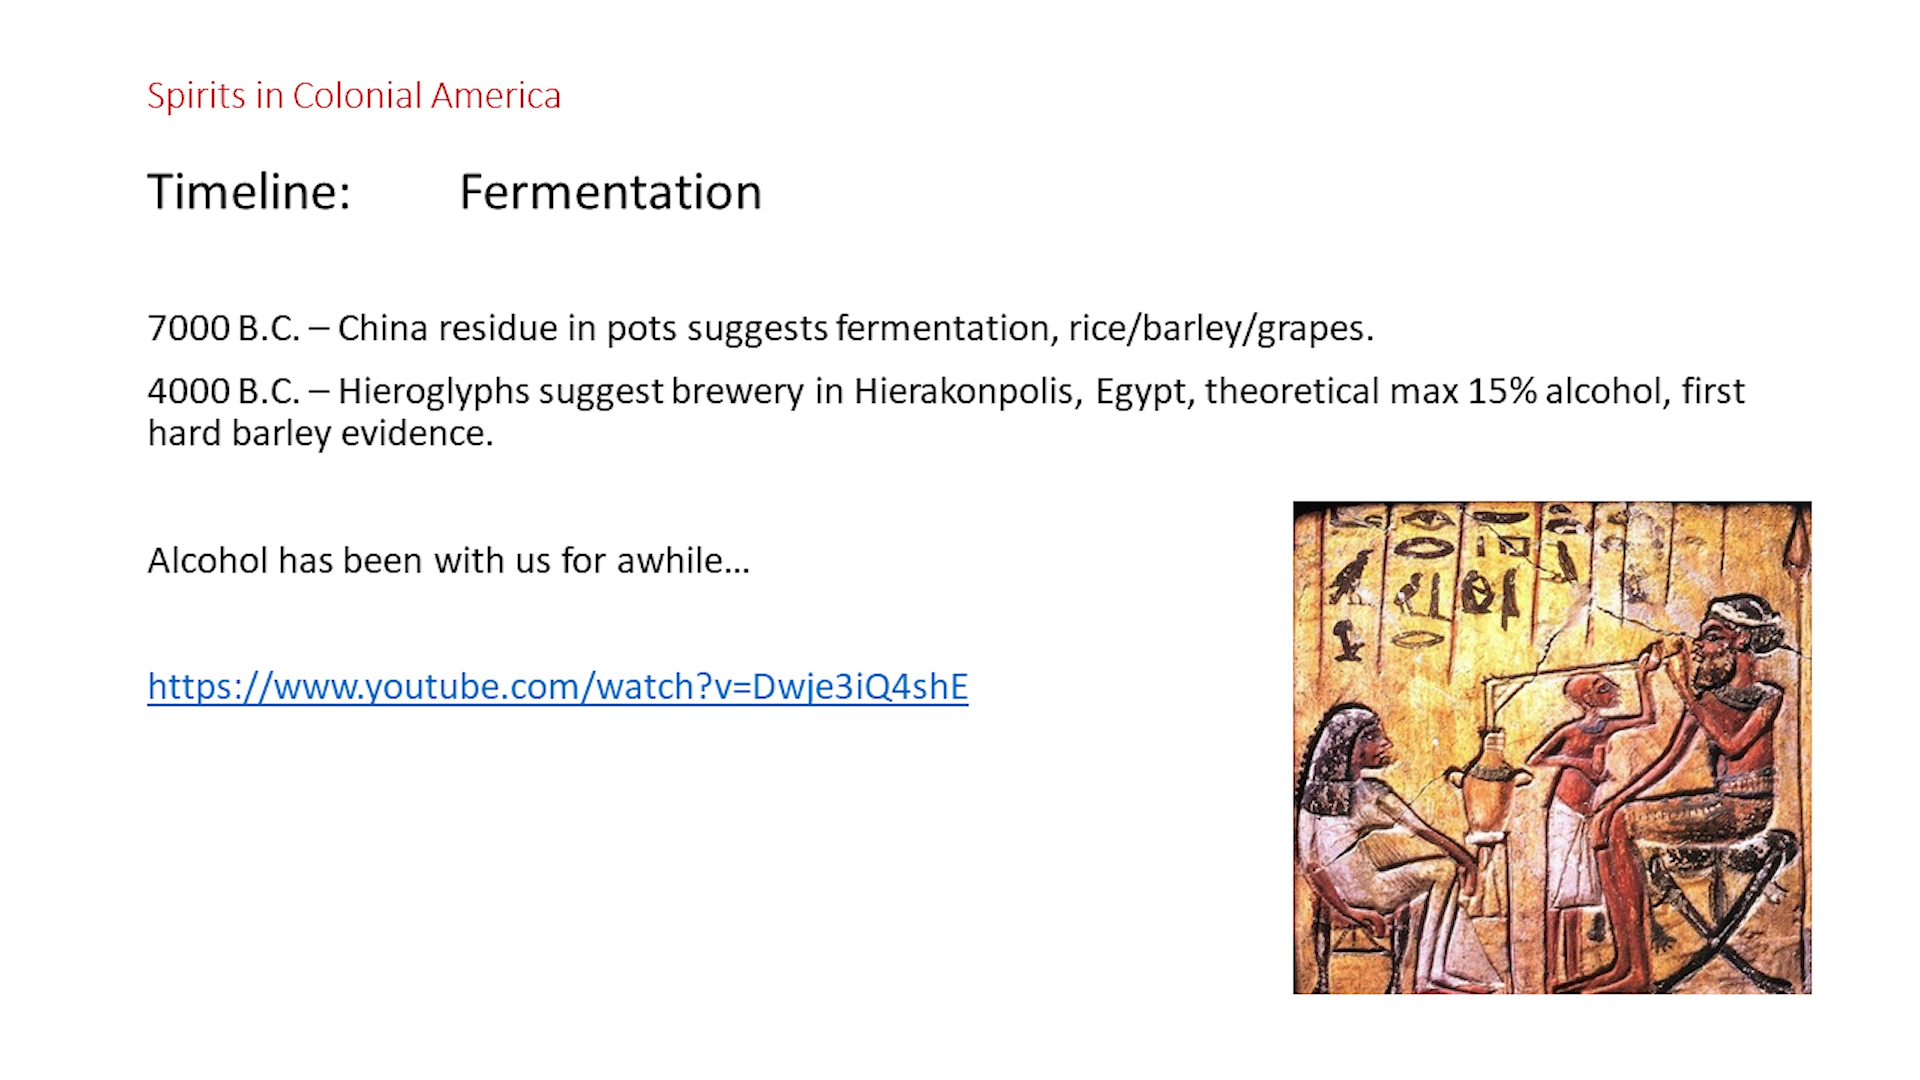 Spirits in Colonial America
Timeline: Fermentation
7000 B.C. – China residue in pots suggests fermentation, rice/barley/grapes.
4000 B.C. – Hieroglyphs suggest brewery in Hierakonpolis, Egypt, theoretical max 15% alcohol, first
hard barley evidence.
Alcohol has been with us for awhile...
https://www.youtube.com/watch?v=Dwje3iQ4shE